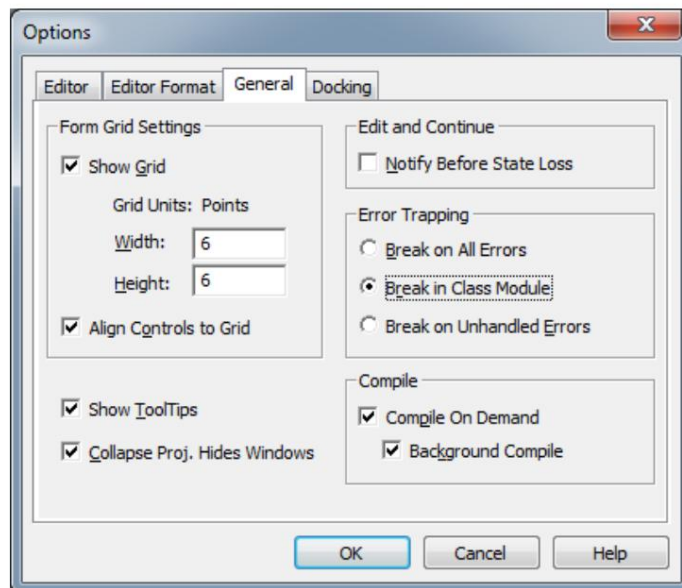 Options
Editor
Editor Format
General
Docking
Form Grid Settings
Show Grid
Grid Units: Points
Width: 6
Height: 6
Align Controls to Grid
Show ToolTips
Collapse Proj. Hides Windows
Edit and Continue
Notify Before State Loss
Error Trapping
Break on All Errors
Break in Class Module
Break on Unhandled Errors
Compile
Compile On Demand
Background Compile
OK
Cancel
Help